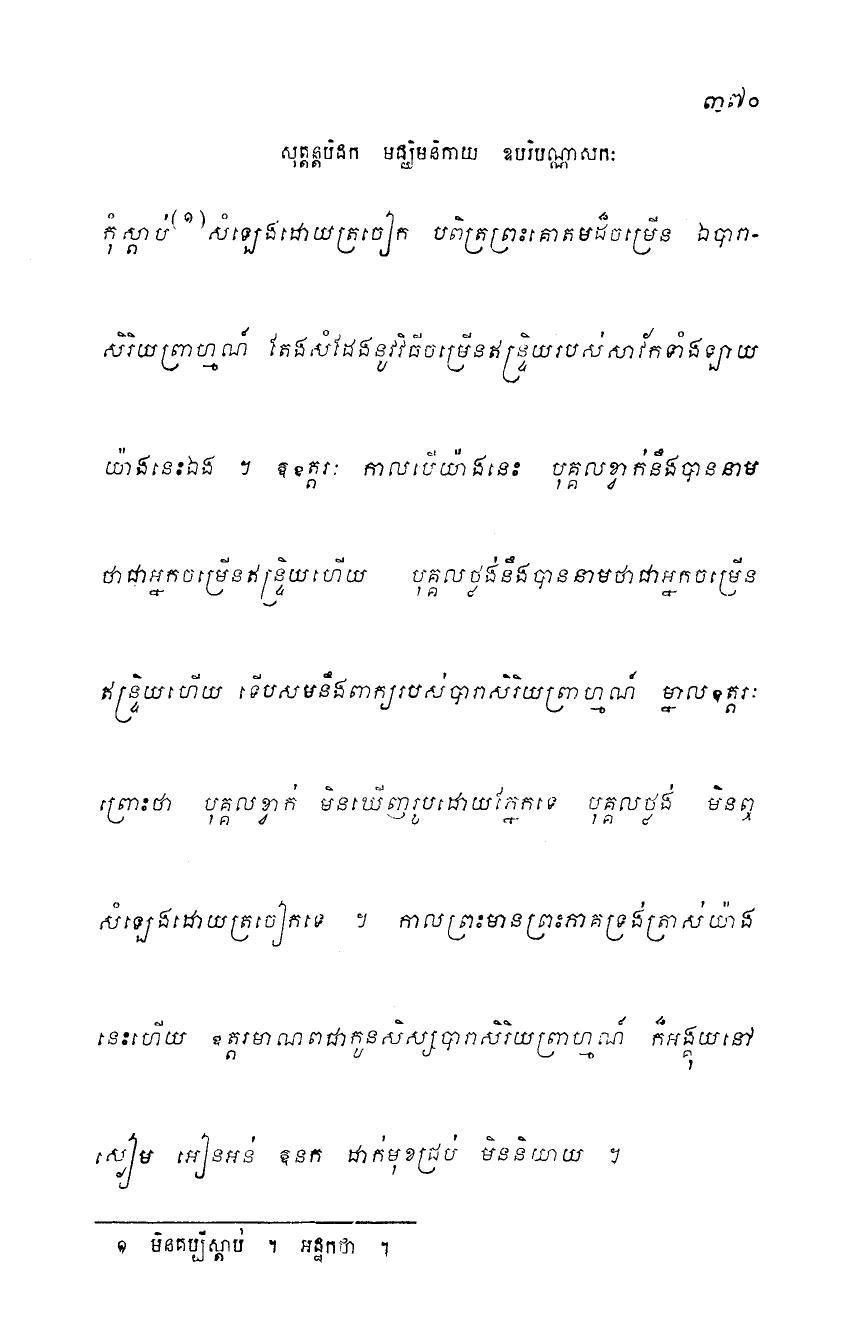 ៣៧០
សុត្តន្តបិដក មជ្ឈិមនិកាយ ឧបរិបណ្ណាសកៈ
កុំស្តាប់(១)សំឡេងដោយត្រចៀក បពិត្រព្រះគោតមដ៏ចម្រើន ឯបារា-
សិរិយព្រាហ្មណ៍ តែងសំដែងនូវវិធីចម្រើនឥន្ទ្រិយរបស់សាវ័កទាំងឡាយ
យ៉ាងនេះឯង ។ ឧត្តរៈ កាលបើយ៉ាងនេះ បុគ្គលខ្វាក់នឹងបាននាម
ថាជាអ្នកចម្រើនឥន្ទ្រិយហើយ បុគ្គលថ្លង់នឹងបាននាមថាជាអ្នកចម្រើន
ឥន្ទ្រិយហើយ ទើបសមនឹងពាក្យរបស់បារាសិរិយព្រាហ្មណ៍ ម្នាលឧត្តរៈ
ព្រោះថា បុគ្គលខ្វាក់ មិនឃើញរូបដោយភ្នែកទេ បុគ្គលថ្លង់ មិនឮ
សំឡេងដោយត្រចៀកទេ ។ កាលព្រះមានព្រះភាគទ្រង់ត្រាស់យ៉ាង
នេះហើយ ឧត្តរមាណពជាកូនសិស្សបារាសិរិយព្រាហ្មណ៍ ក៏អង្គុយនៅ
ស្ងៀម អៀនអន់ ឱនក ដាក់មុខជ្រប់ មិននិយាយ ។
១ មិនគប្បីស្តាប់ ។ អដ្ឋកថា ។